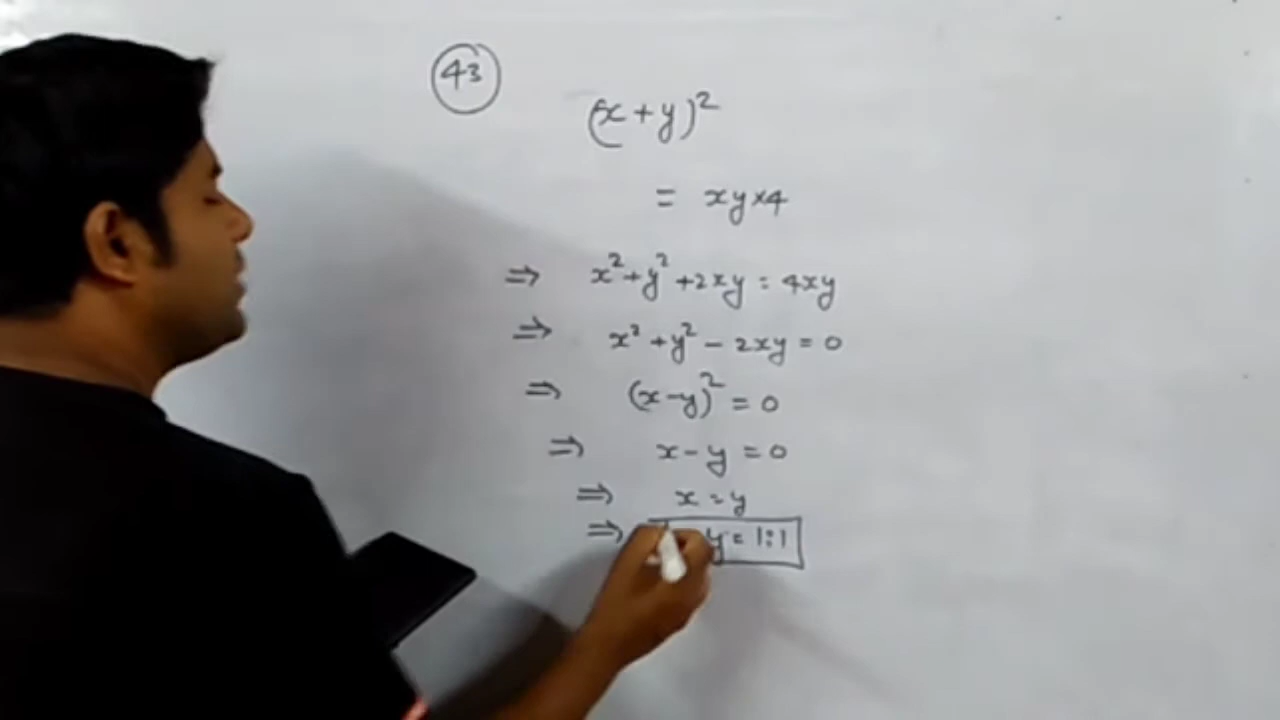 43
(x+y)²
= xy×4
⇒ x²+y²+2xy = 4xy
⇒ x²+y²-2xy = 0
⇒ (x-y)² = 0
⇒ x-y = 0
⇒ x = y
⇒ y = 1:1